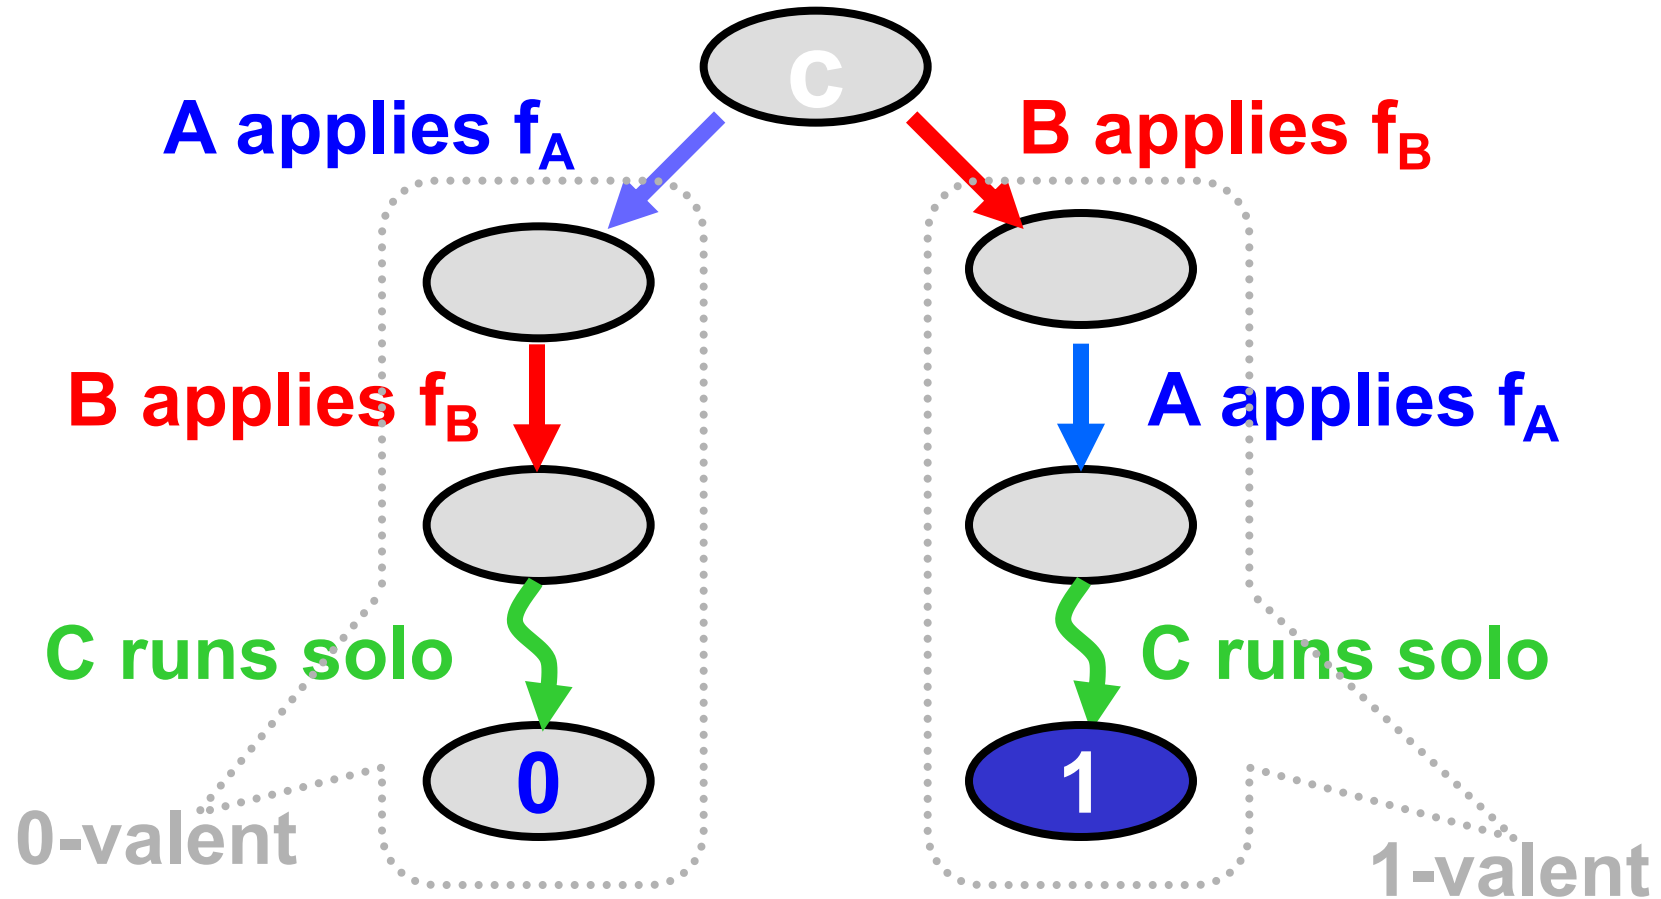 c
A applies fA
B applies fB
B applies fB
A applies fA
C runs solo
C runs solo
0
1
0-valent
1-valent